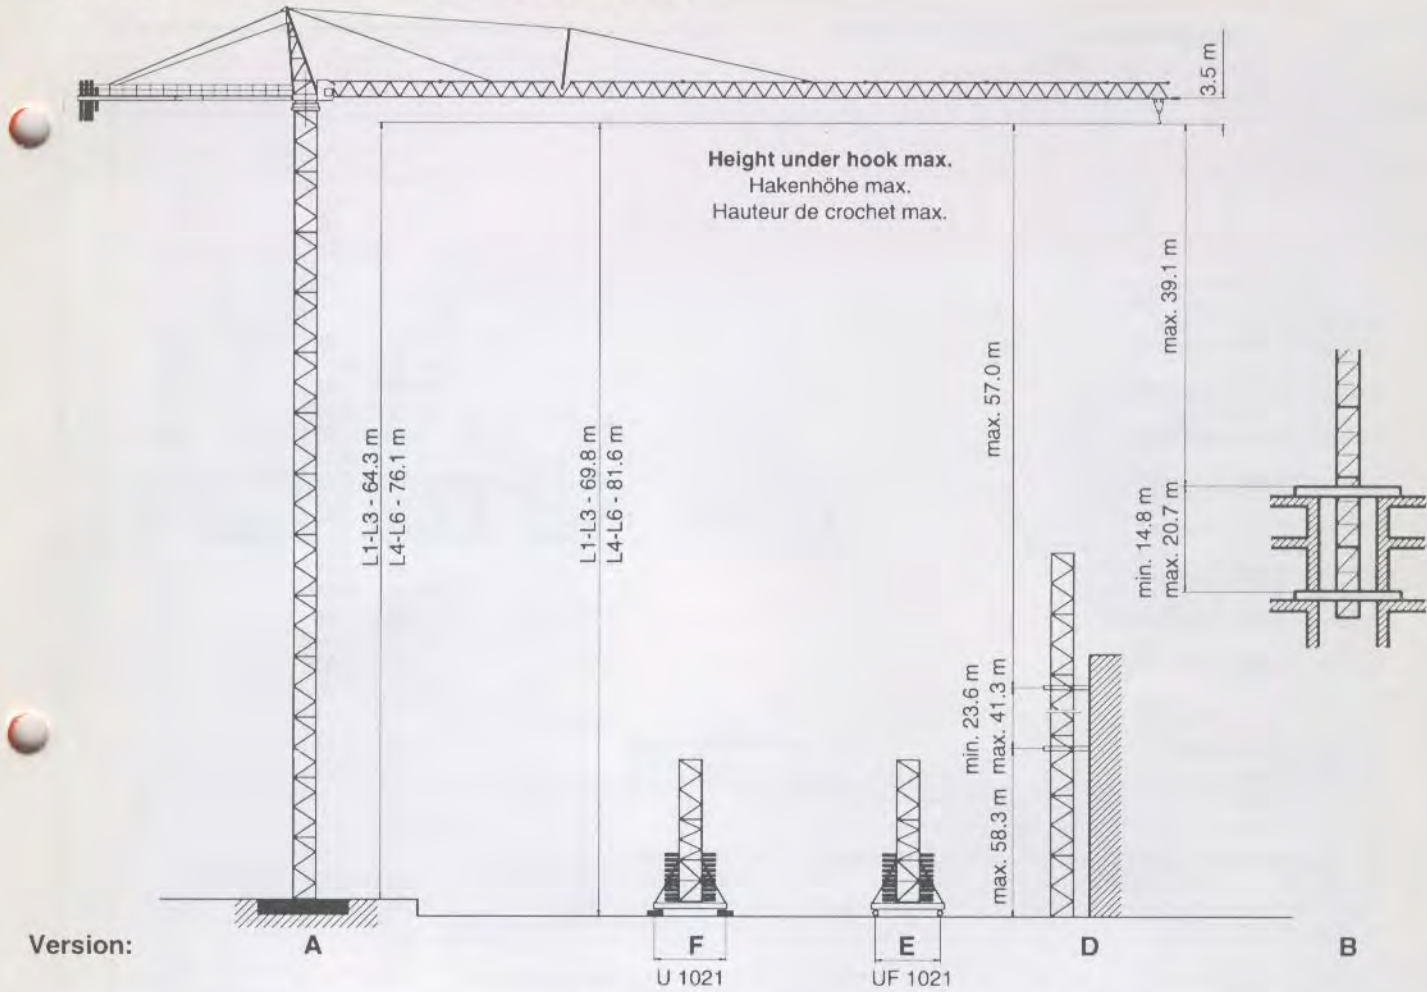 3.5 m
Height under hook max.
Hakenhöhe max.
Hauteur de crochet max.
max. 39.1 m
max. 57.0 m
L1-L3 - 64.3 m
L4-L6 - 76.1 m
L1-L3 - 69.8 m
L4-L6 - 81.6 m
min. 14.8 m
max. 20.7 m
min. 23.6 m
max. 41.3 m
max. 58.3 m
Version: A F E D B
U 1021 UF 1021